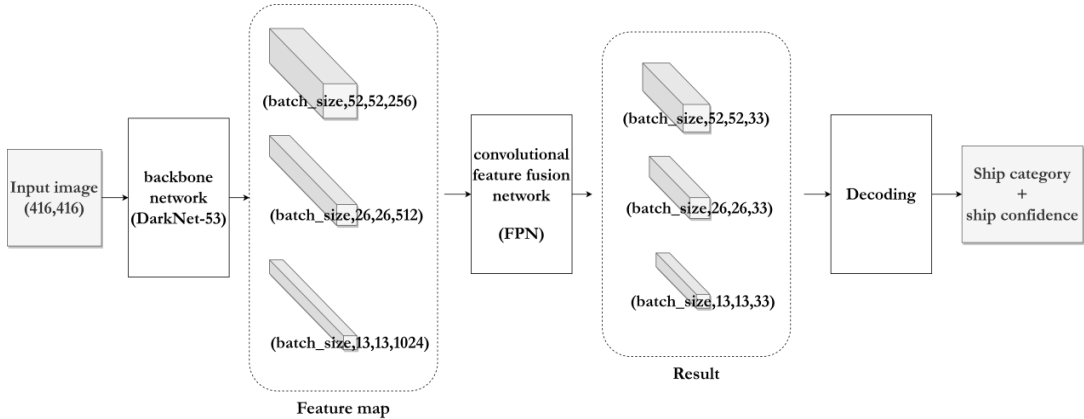 Input image
(416,416)
backbone
network
(DarkNet-53)
(batch_size,52,52,256)
(batch_size,26,26,512)
(batch_size,13,13,1024)
Feature map
convolutional
feature fusion
network
(FPN)
(batch_size,52,52,33)
(batch_size,26,26,33)
(batch_size,13,13,33)
Result
Decoding
Ship category
+
ship confidence